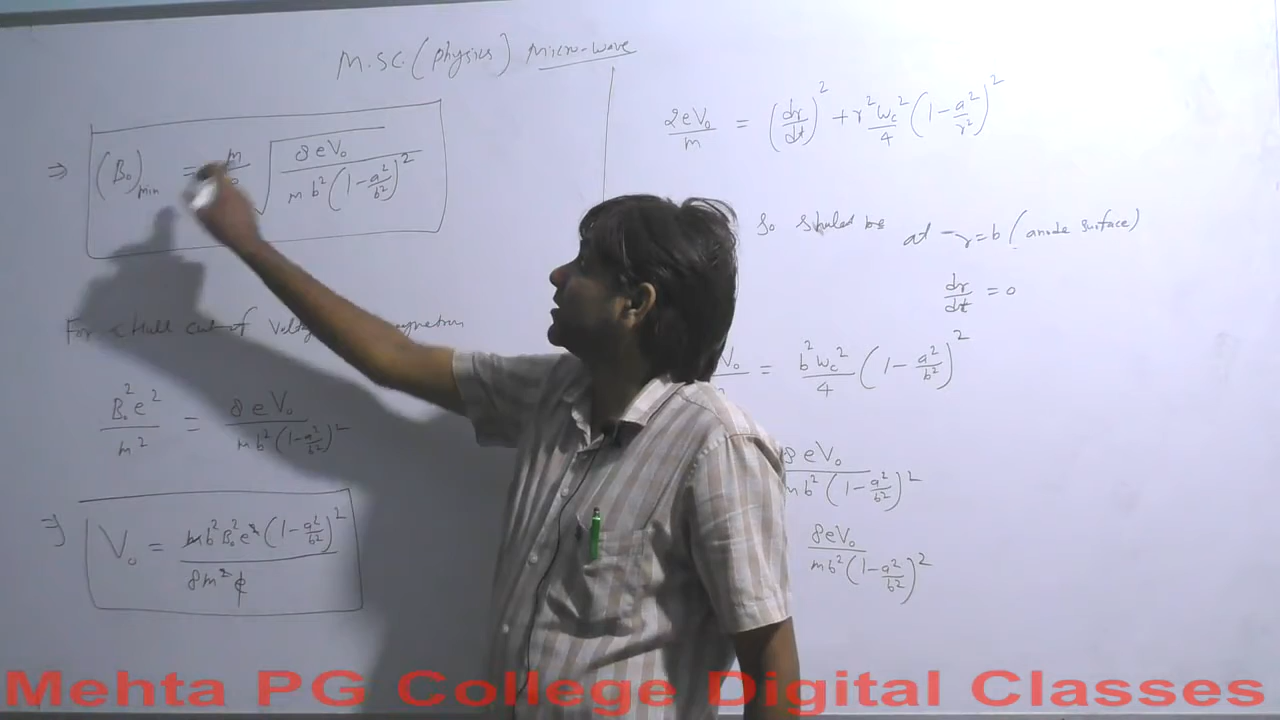 M.SC. (physics) Micro-wave
⇒ (B₀)min = m/ √(8eV₀ / mb²(1-a²/b²)²)
For a Hull cut of Volt magnetron
B₀²e²/m² = 8eV₀ / mb²(1-a²/b²)²
⇒ V₀ = mb²B₀²e²(1-a²/b²)² / 8m²e
2eV₀/m = (dr/dt)² + r²ωc²/4 (1-a²/r²)²
So should be at r=b (anode surface)
dr/dt = 0
V₀ = b²ωc²/4 (1-a²/b²)²
8eV₀ / mb²(1-a²/b²)²
8eV₀ / mb²(1-a²/b²)²
Mehta PG College Digital Classes